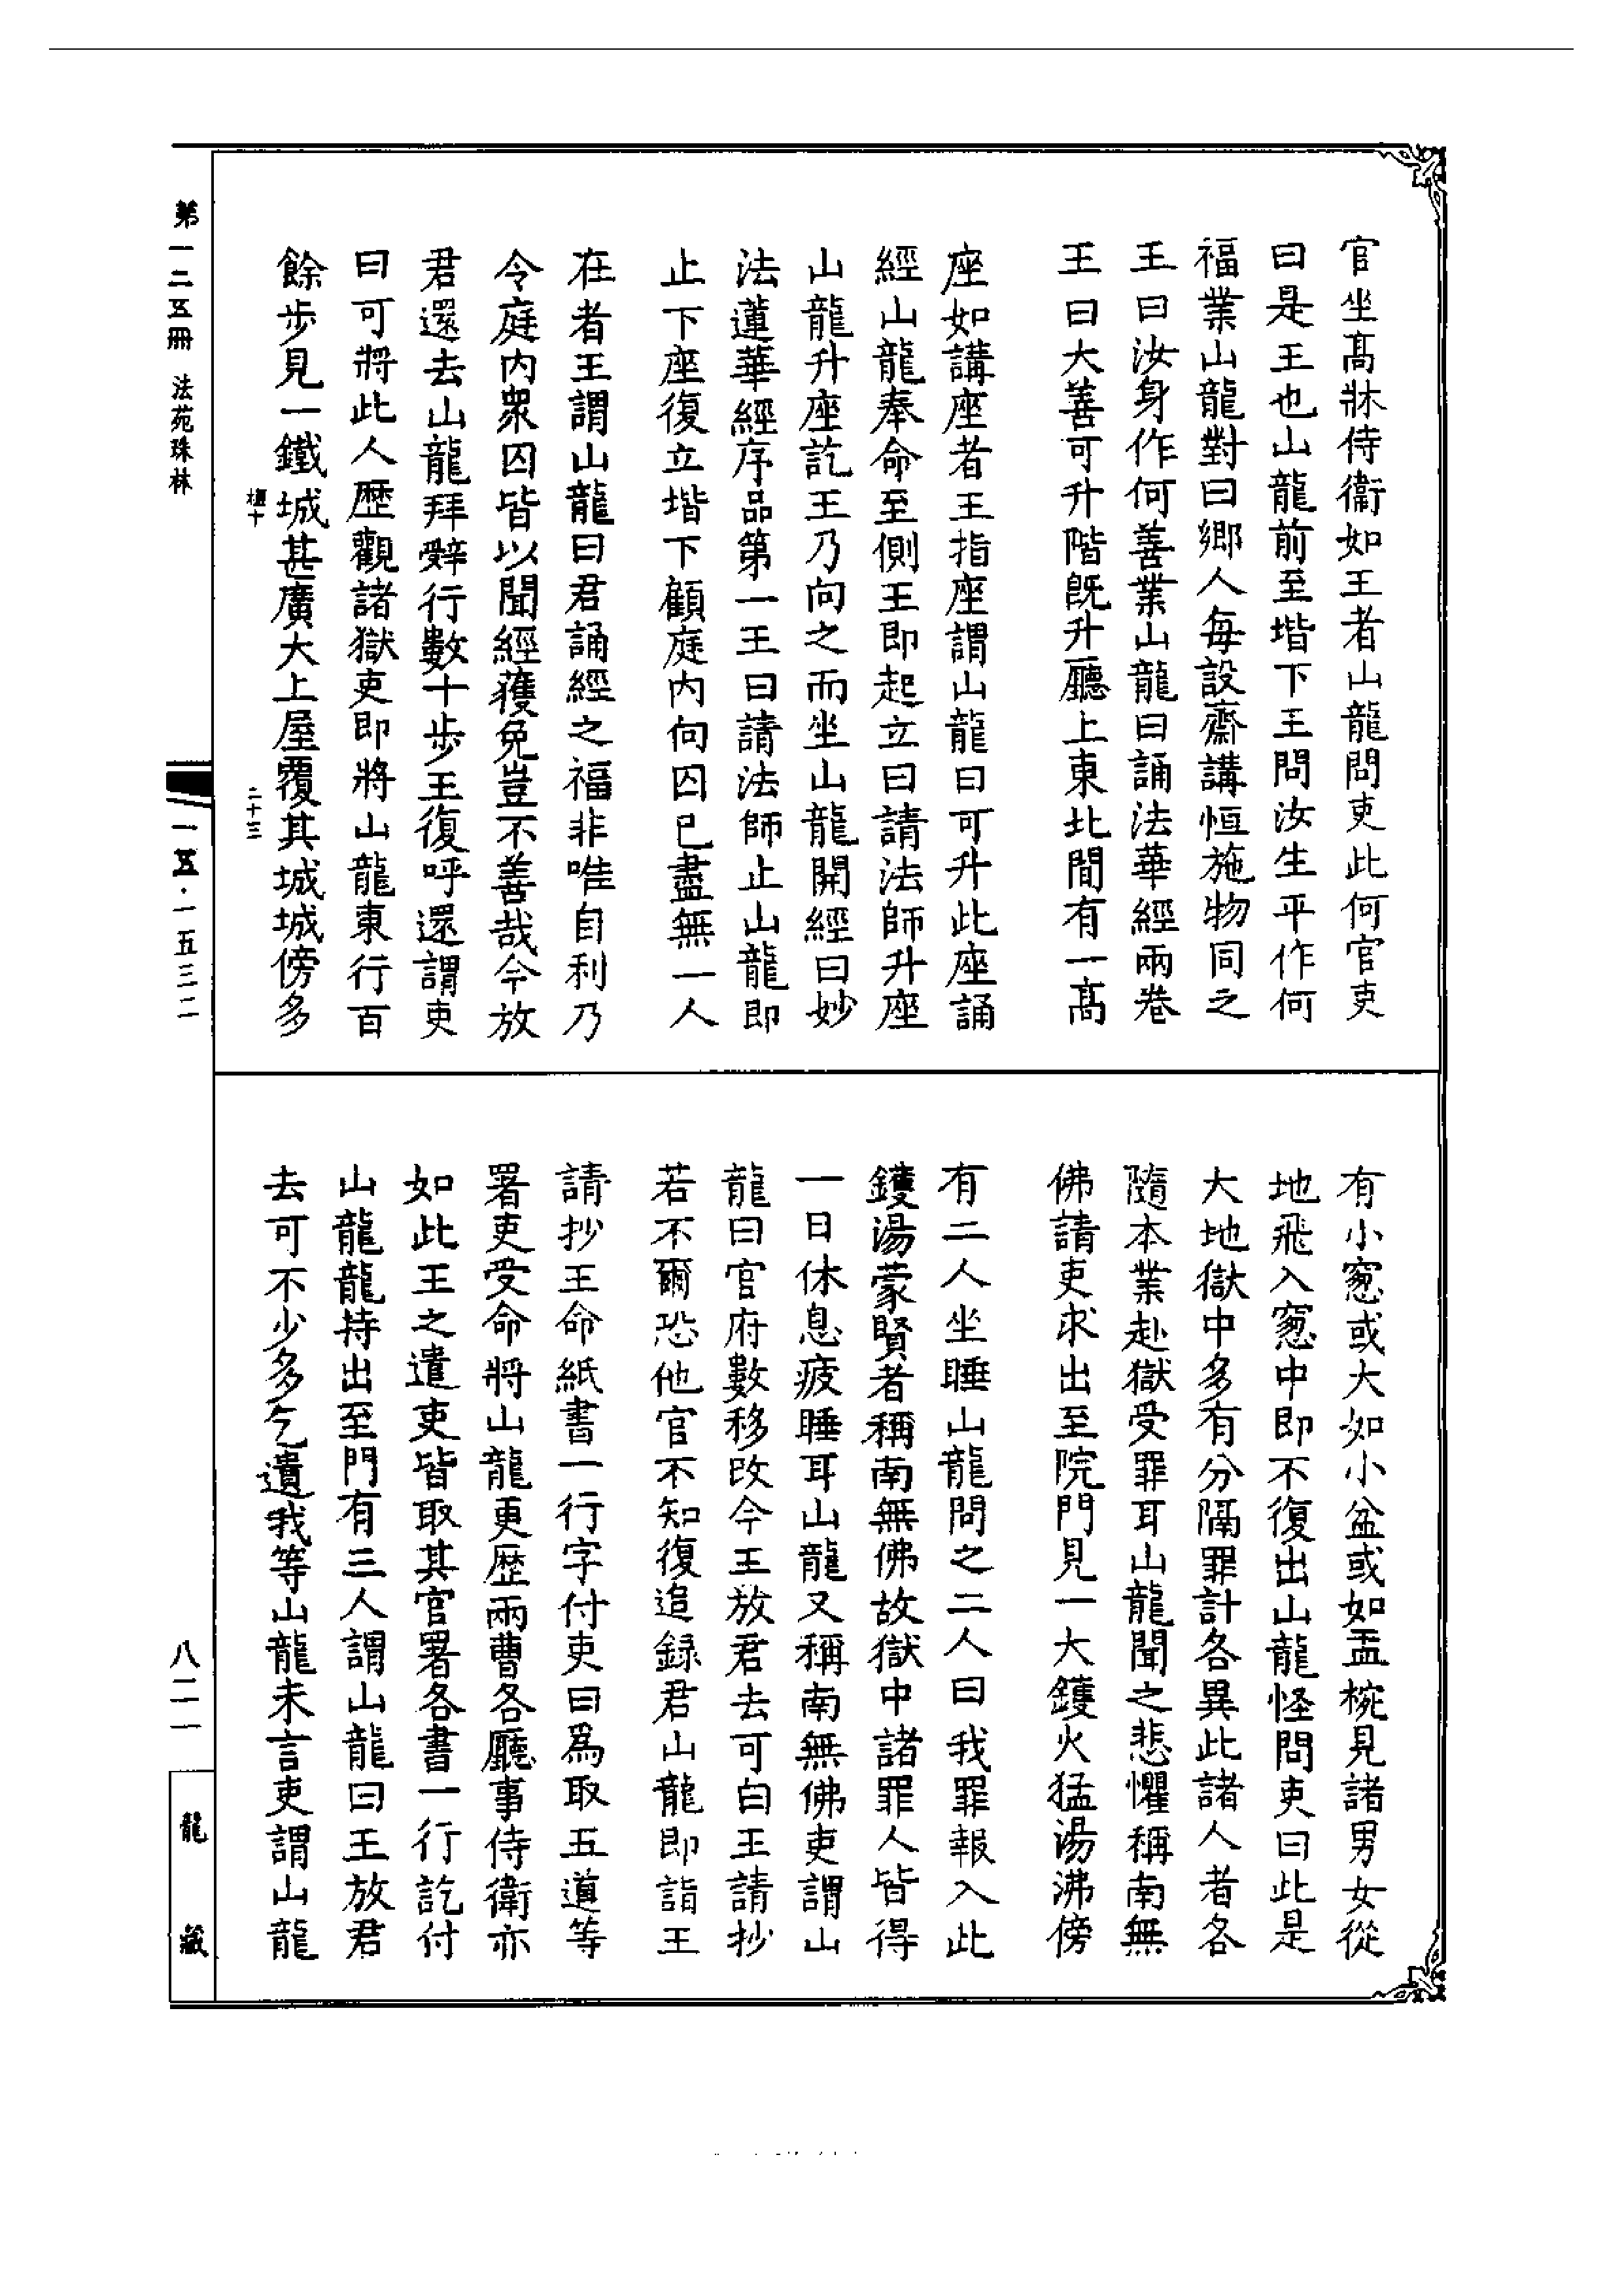 官坐髙牀侍衞如王者山龍問吏此何官吏
曰是王也山龍前至堦下王問汝生平作何
福業山龍對曰鄉人每設齋講恒施物同之
王曰汝身作何善業山龍曰誦法華經兩卷
王曰大善可升階既升廳上東北間有一髙
座如講座者王指座謂山龍曰可升此座誦
經山龍奉命至側王即起立曰請法師升座
山龍升座訖王乃向之而坐山龍開經曰妙
法蓮華經序品第一王曰請法師止山龍即
止下座復立堦下顧庭內向囚已盡無一人
在者王謂山龍曰君誦經之福非唯自利乃
令庭內衆囚皆以聞經獲免豈不善哉今放
君還去山龍拜辤行數十步王復呼還謂吏
曰可將此人歷觀諸獄吏即將山龍東行百
餘步見一鐵城甚廣大上屋覆其城城傍多
有小窓或大如小盆或如盂椀見諸男女從
地飛入窓中即不復出山龍怪問吏曰此是
大地獄中多有分隔罪計各異此諸人者各
隨本業赴獄受罪耳山龍聞之悲懼稱南無
佛請吏求出至院門見一大鑊火猛湯沸傍
有二人坐睡山龍問之二人曰我罪報入此
鑊湯蒙賢者稱南無佛故獄中諸罪人皆得
一日休息疲睡耳山龍又稱南無佛吏謂山
龍曰官府數移改今王放君去可白王請抄
若不爾恐他官不知復追録君山龍即詣王
請抄王命紙書一行字付吏曰爲取五道等
署吏受命將山龍更歷兩曹各廳事侍衛亦
如此王之遣吏皆取其官署各書一行訖付
山龍龍持出至門有三人謂山龍曰王放君
去可不少多乞遺我等山龍未言吏謂山龍
二十三
第一二五冊 法苑珠林
一五·一五三二
八二一
龍藏